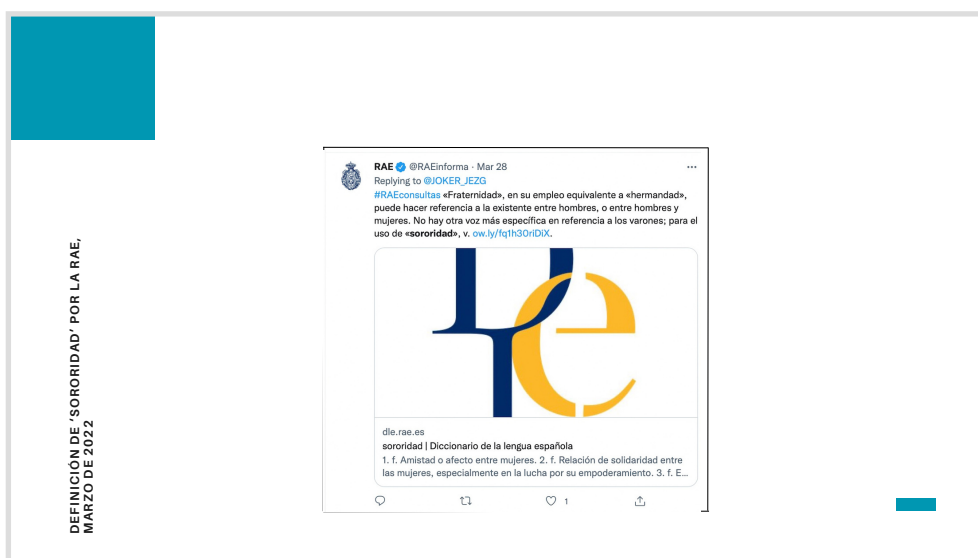 DEFINICIÓN DE 'SORORIDAD' POR LA RAE,
MARZO DE 2022
RAE @RAEinforma · Mar 28
Replying to @JOKER_JEZG
#RAEconsultas «Fraternidad», en su empleo equivalente a «hermandad»,
puede hacer referencia a la existente entre hombres, o entre hombres y
mujeres. No hay otra voz más específica en referencia a los varones; para el
uso de «sororidad», v. ow.ly/fq1h30riDiX.
dle.rae.es
sororidad | Diccionario de la lengua española
1. f. Amistad o afecto entre mujeres. 2. f. Relación de solidaridad entre
las mujeres, especialmente en la lucha por su empoderamiento. 3. f. E...
1